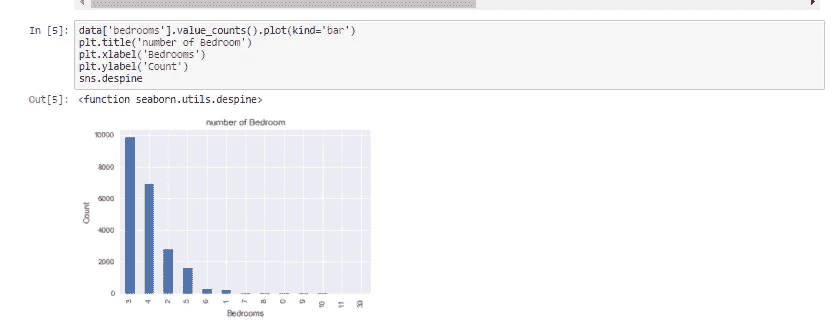 In [5]: data['bedrooms'].value_counts().plot(kind='bar')
plt.title('number of Bedroom')
plt.xlabel('Bedrooms')
plt.ylabel('Count')
sns.despine
Out[5]: <function seaborn.utils.despine>
number of Bedroom
10000
8000
6000
4000
2000
0
Count
3 4 2 5 6 1 7 8 0 9 10 11 33
Bedrooms